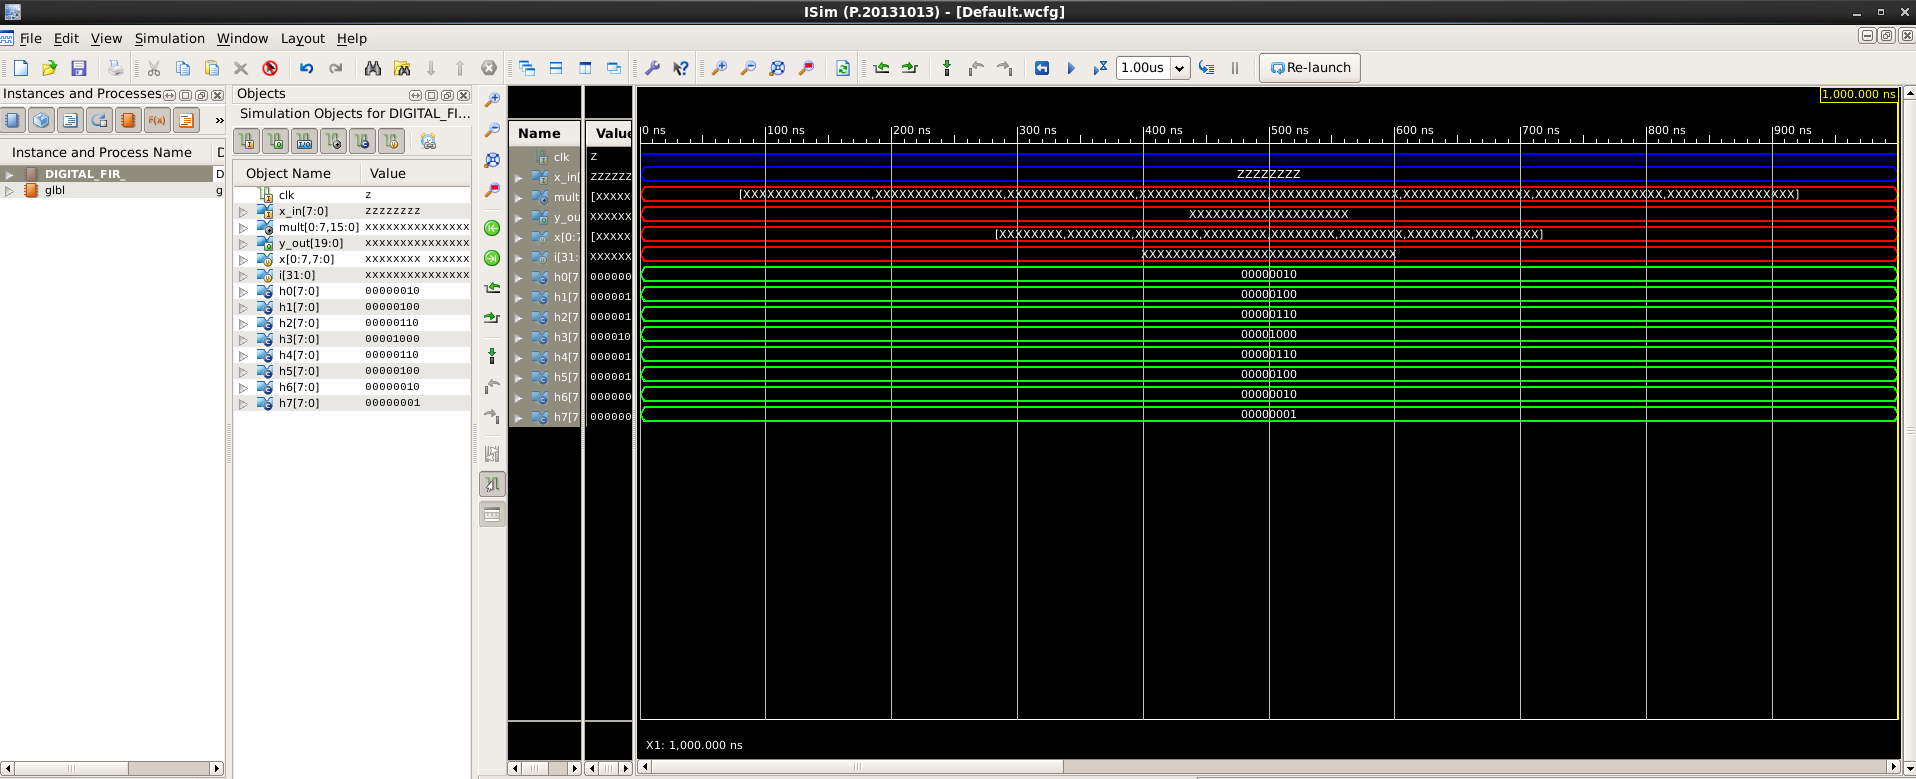 ISim (P.20131013) - [Default.wcfg]
File Edit View Simulation Window Layout Help
1.00us Re-launch
Instances and Processes
Instance and Process Name D
DIGITAL_FIR_ D
glbl g
Objects
Simulation Objects for DIGITAL_FI...
Object Name Value
clk z
x_in[7:0] zzzzzzzz
mult[0:7,15:0] xxxxxxxxxxxxxxx
y_out[19:0] xxxxxxxxxxxxxxx
x[0:7,7:0] xxxxxxxx xxxxxx
i[31:0] xxxxxxxxxxxxxxx
h0[7:0] 00000010
h1[7:0] 00000100
h2[7:0] 00000110
h3[7:0] 00001000
h4[7:0] 00000110
h5[7:0] 00000100
h6[7:0] 00000010
h7[7:0] 00000001
Name Value
clk Z
x_in[ ZZZZZZ
mult [XXXXX
y_ou XXXXXX
x[0:7 [XXXXX
i[31: XXXXXX
h0[7 000000
h1[7 000001
h2[7 000001
h3[7 000010
h4[7 000001
h5[7 000001
h6[7 000000
h7[7 000000
1,000.000 ns
0 ns 100 ns 200 ns 300 ns 400 ns 500 ns 600 ns 700 ns 800 ns 900 ns
ZZZZZZZZ
[XXXXXXXXXXXXXXXX,XXXXXXXXXXXXXXXX,XXXXXXXXXXXXXXXX,XXXXXXXXXXXXXXXX,XXXXXXXXXXXXXXXX,XXXXXXXXXXXXXXXX,XXXXXXXXXXXXXXXX,XXXXXXXXXXXXXXXX]
XXXXXXXXXXXXXXXXXXXX
[XXXXXXXX,XXXXXXXX,XXXXXXXX,XXXXXXXX,XXXXXXXX,XXXXXXXX,XXXXXXXX,XXXXXXXX]
XXXXXXXXXXXXXXXXXXXXXXXXXXXXXXXX
00000010
00000100
00000110
00001000
00000110
00000100
00000010
00000001
X1: 1,000.000 ns